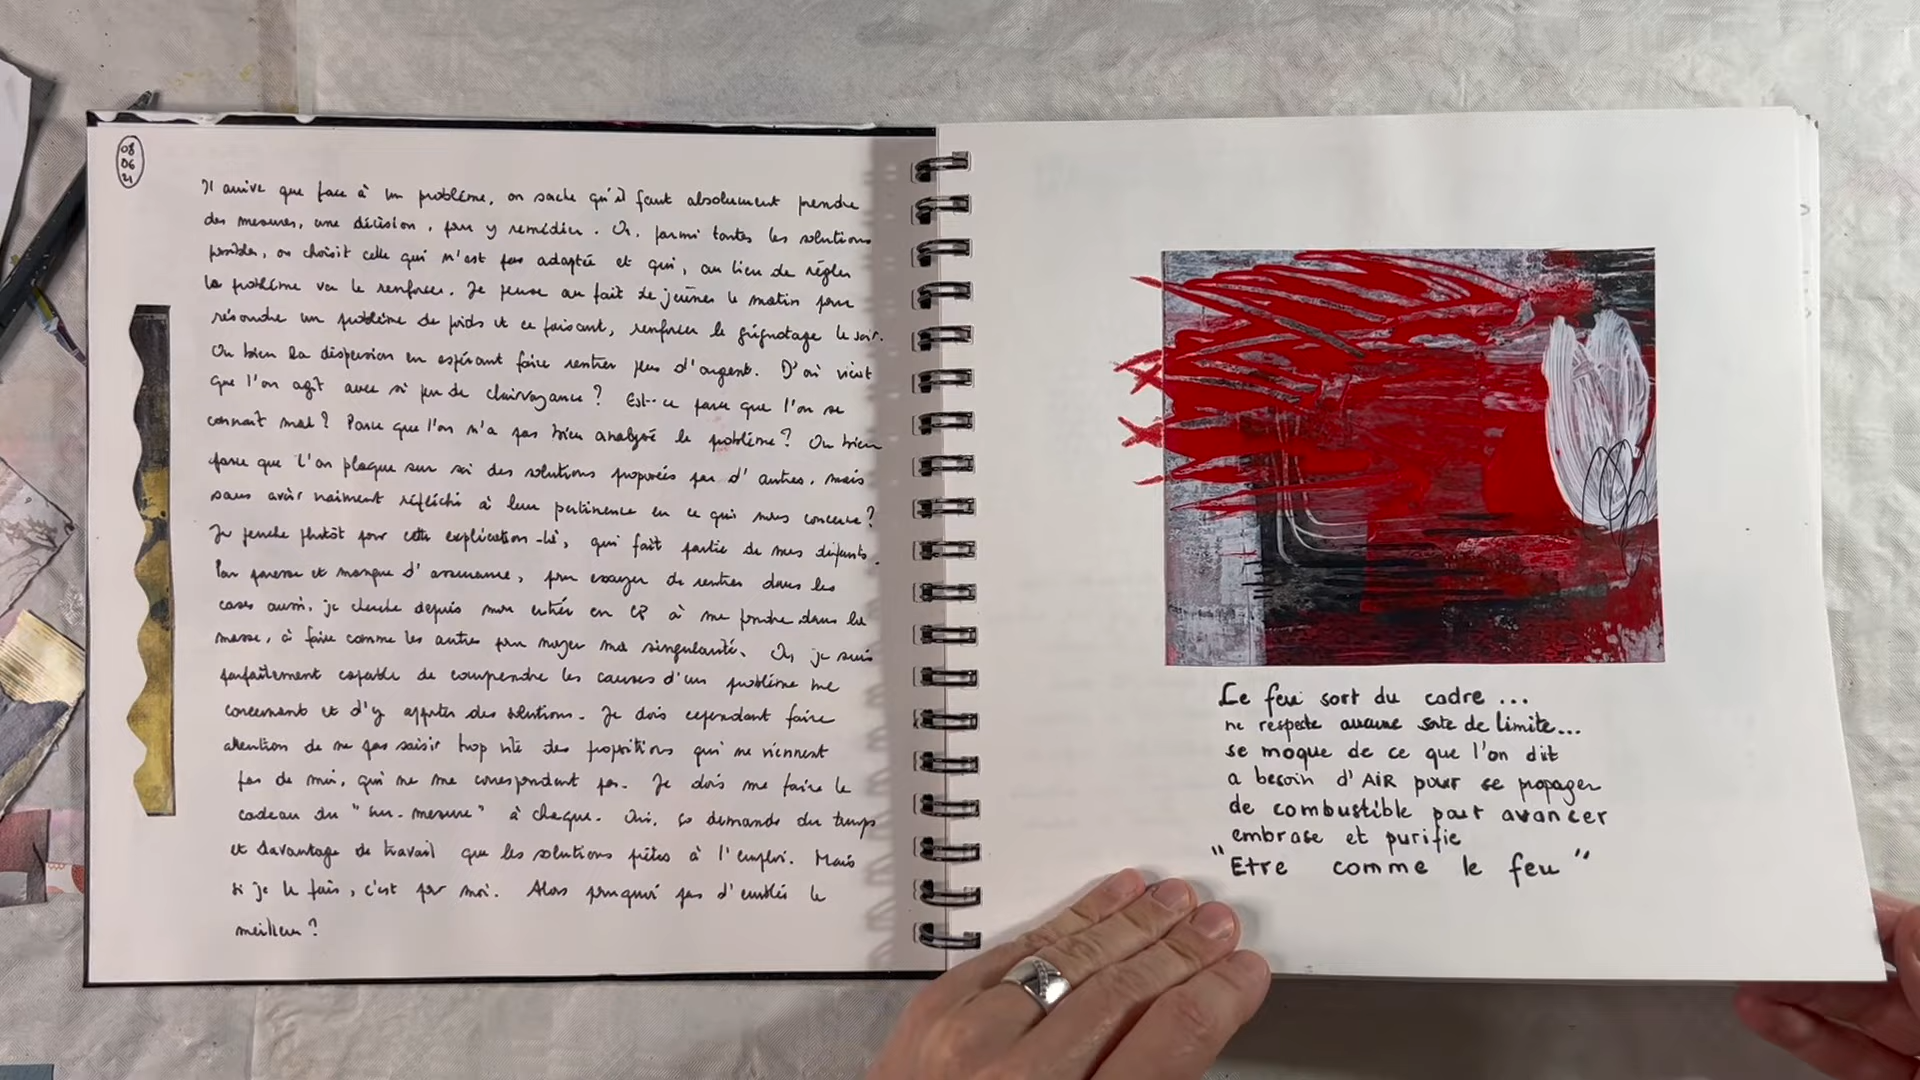 08
06
21
Il arrive que face à un problème, on sache qu'il faut absolument prendre
des mesures, une décision, pour y remédier. Or, parmi toutes les solutions
possibles, on choisit celle qui n'est pas adaptée et qui, au lieu de régler
le problème va le renforcer. Je pense au fait de jeûner le matin pour
résoudre un problème de poids et ce faisant, renforcer le grignotage le soir.
Ou bien la dispersion en espérant faire rentrer plus d'argent. D'où vient
que l'on agit avec si peu de clairvoyance ? Est-ce parce que l'on se
connaît mal ? Parce que l'on n'a pas bien analysé le problème ? Ou bien
parce que l'on plaque sur soi des solutions proposées par d'autres, mais
sans avoir vraiment réfléchi à leur pertinence en ce qui nous concerne ?
Je penche plutôt pour cette explication-là, qui fait partie de mes défauts.
Par paresse et manque d'assurance, pour essayer de rentrer dans les
cases aussi, je cherche depuis mon entrée en CP à me fondre dans la
masse, à faire comme les autres pour noyer ma singularité. Or, je suis
parfaitement capable de comprendre les causes d'un problème me
concernant et d'y apporter des solutions. Je dois cependant faire
attention de ne pas saisir trop vite des propositions qui ne viennent
pas de moi, qui ne me correspondent pas. Je dois me faire le
cadeau du "sur-mesure" à chaque. Oui, ça demande du temps
et davantage de travail que les solutions prêtes à l'emploi. Mais
si je le fais, c'est pour moi. Alors pourquoi pas d'emblée le
meilleur ?
Le feu sort du cadre ...
ne respecte aucune sorte de limite...
se moque de ce que l'on dit
a besoin d'AIR pour se propager
de combustible pour avancer
embrase et purifie
"Etre comme le feu"